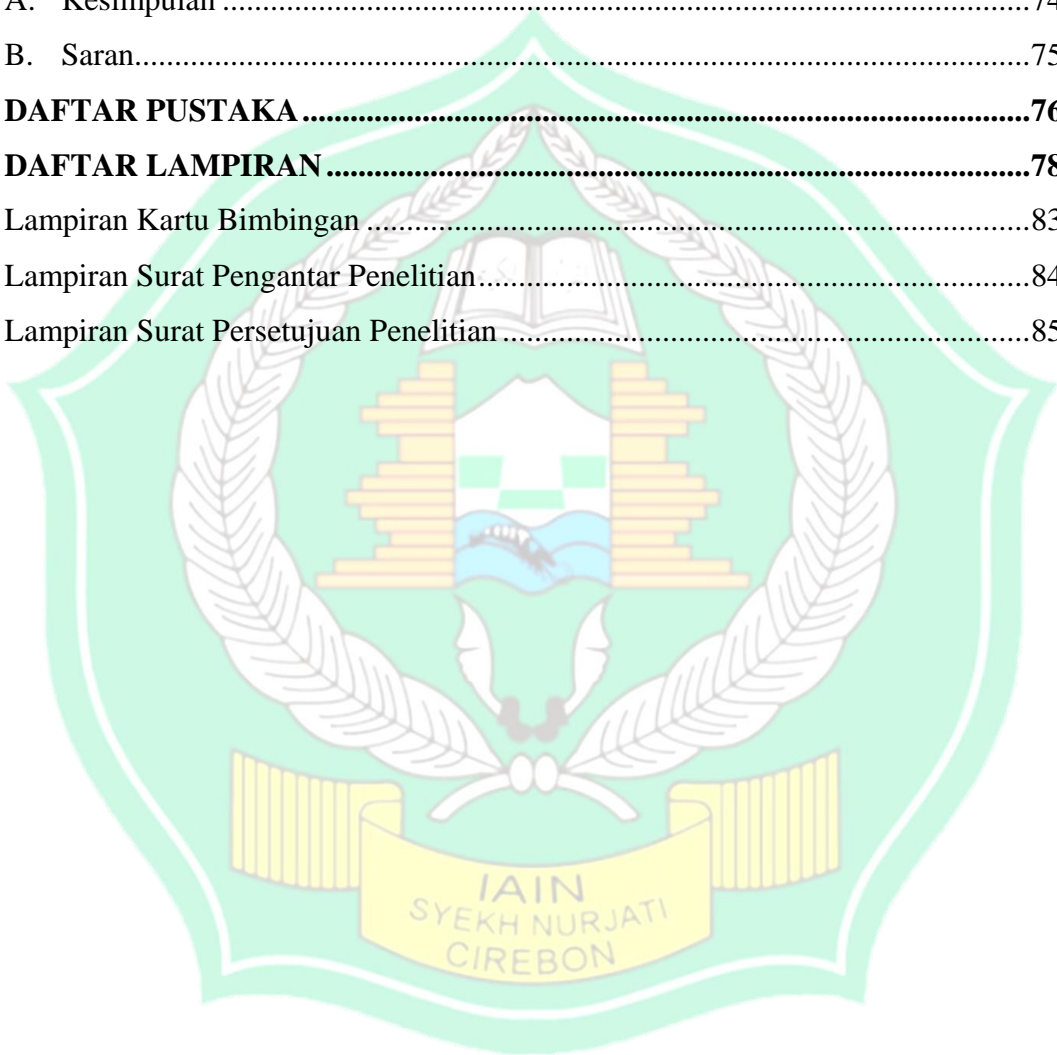 A. Kesimpulan ........................................................................................................74
B. Saran...................................................................................................................75
DAFTAR PUSTAKA ............................................................................................76
DAFTAR LAMPIRAN .........................................................................................78
Lampiran Kartu Bimbingan ....................................................................................83
Lampiran Surat Pengantar Penelitian......................................................................84
Lampiran Surat Persetujuan Penelitian ...................................................................85
IAIN
SYEKH NURJATI
CIREBON